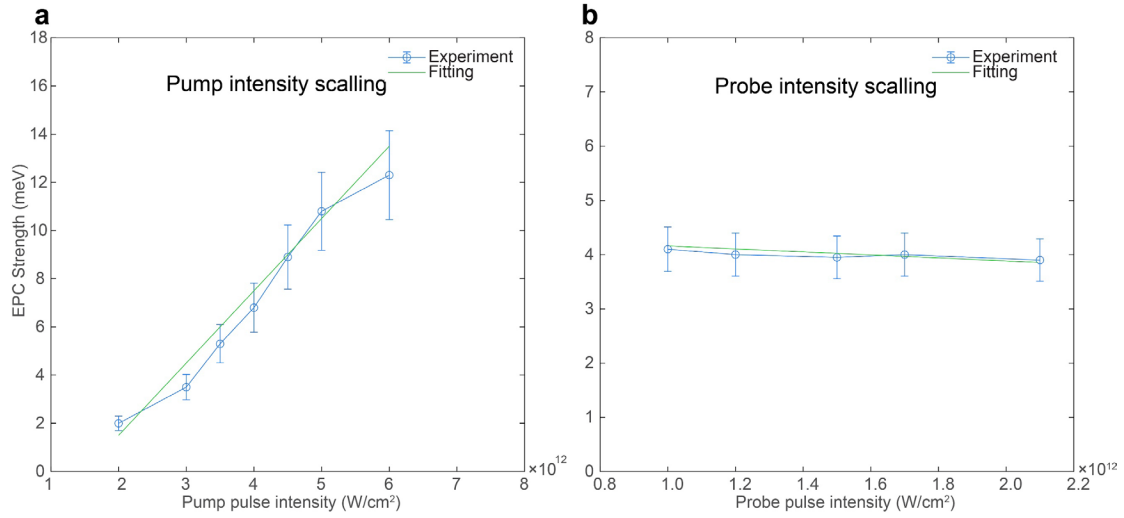 a
18
16
14
12
10
8
6
4
2
0
EPC Strength (meV)
Experiment
Fitting
Pump intensity scalling
1 2 3 4 5 6 7 8
×10¹²
Pump pulse intensity (W/cm²)
b
8
7
6
5
4
3
2
1
0
Experiment
Fitting
Probe intensity scalling
0.8 1.0 1.2 1.4 1.6 1.8 2.0 2.2
×10¹²
Probe pulse intensity (W/cm²)